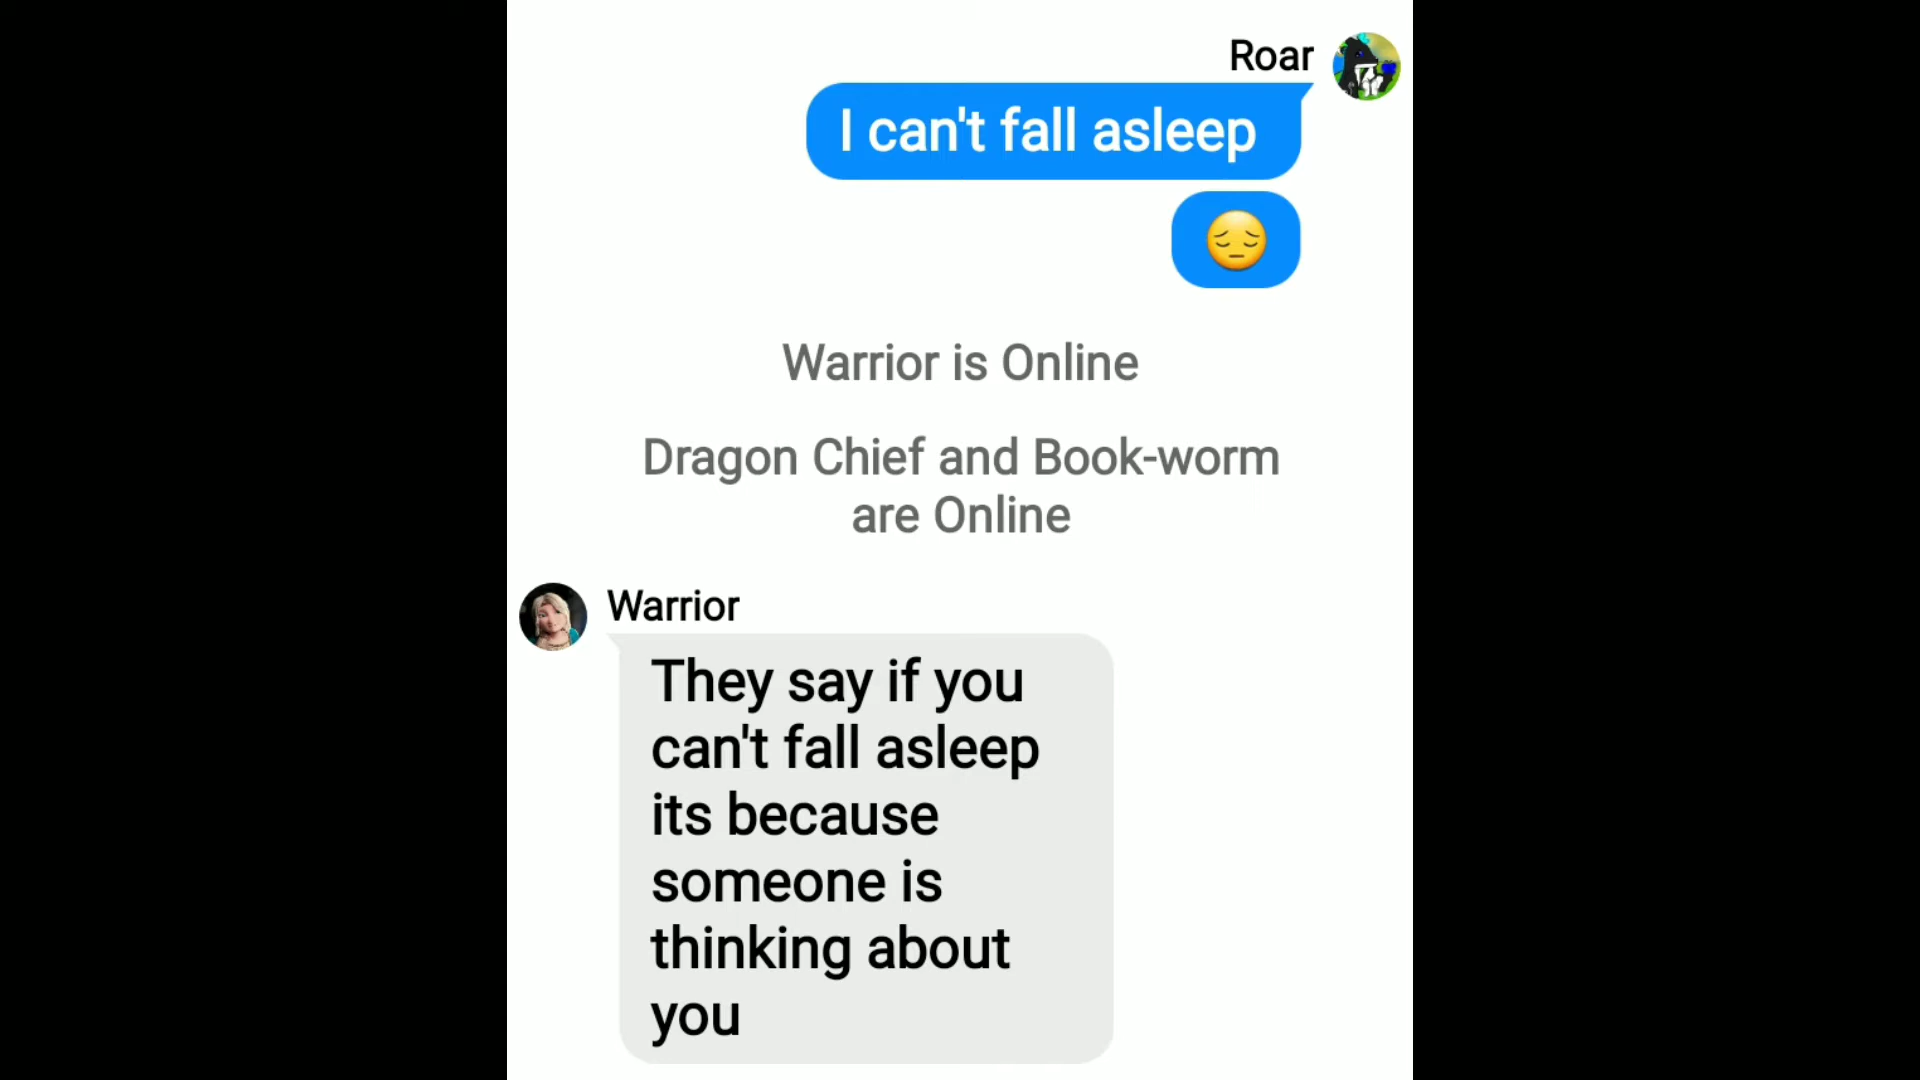 Roar
I can't fall asleep
😔
Warrior is Online
Dragon Chief and Book-worm
are Online
Warrior
They say if you
can't fall asleep
its because
someone is
thinking about
you